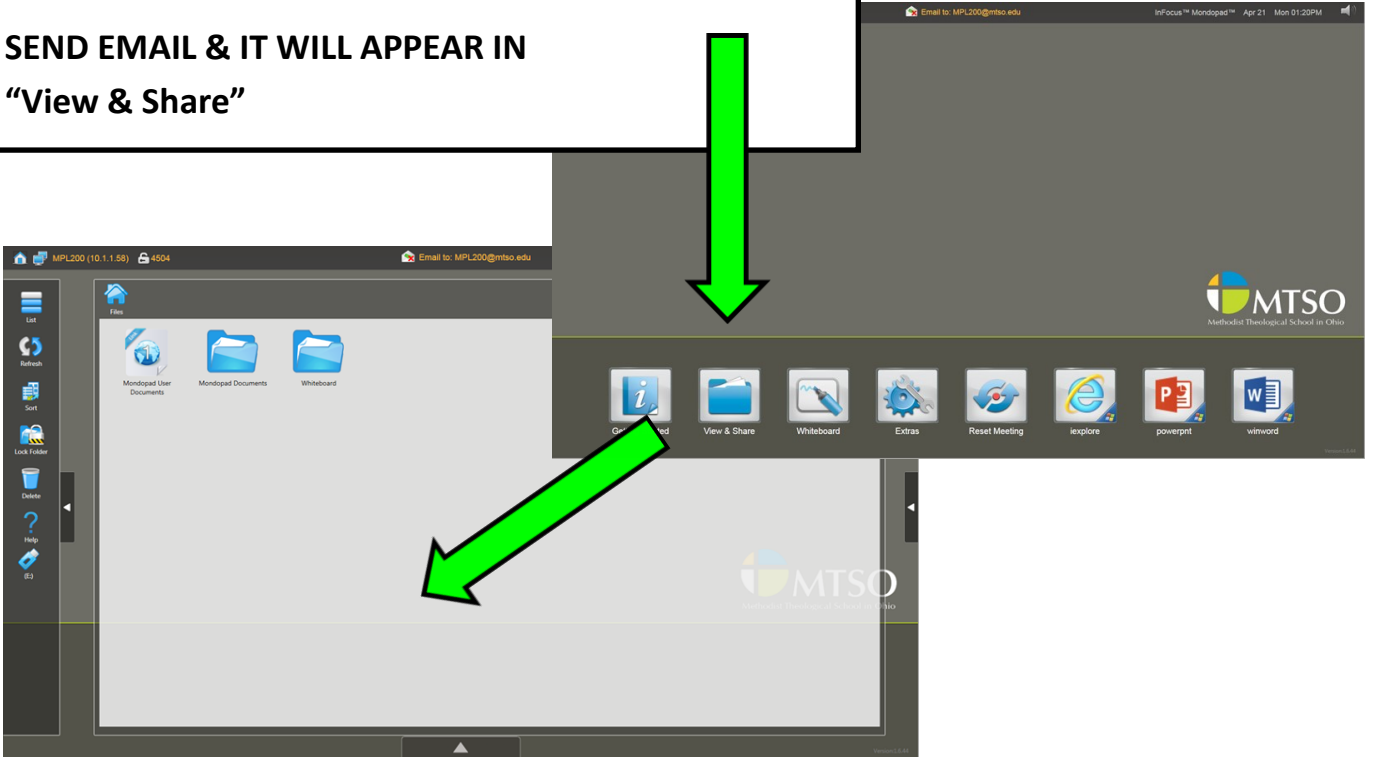 SEND EMAIL & IT WILL APPEAR IN
“View & Share”
Email to: MPL200@mtso.edu
InFocus™ Mondopad™ Apr 21 Mon 01:20PM
MTSO
Methodist Theological School in Ohio
View & Share
Whiteboard
Extras
Reset Meeting
iexplore
powerpnt
winword
MPL200 (10.1.1.58) 4504
Email to: MPL200@mtso.edu
List
Refresh
Sort
Lock Folder
Delete
Help
(E:)
Files
Mondopad User
Documents
Mondopad Documents
Whiteboard
MTSO
Methodist Theological School in Ohio